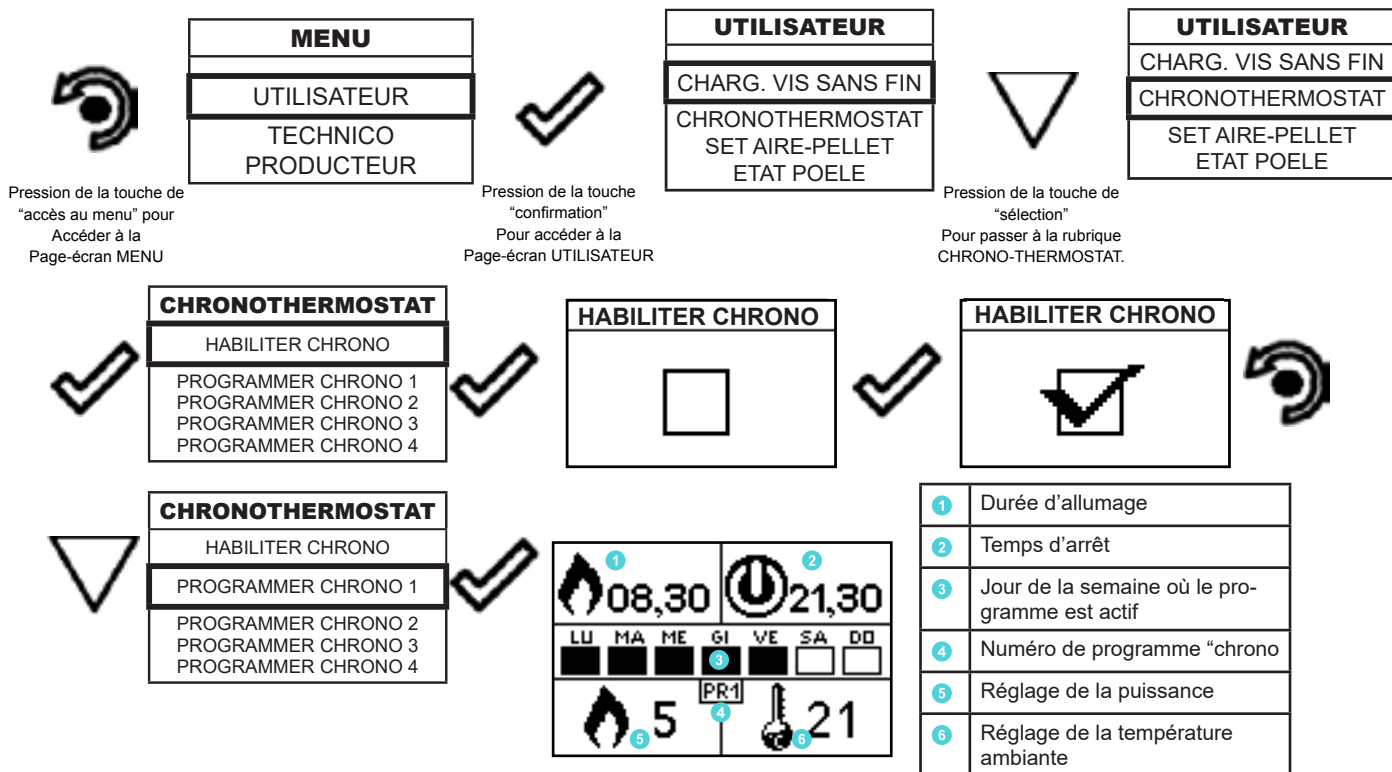 MENU
UTILISATEUR
TECHNICO
PRODUCTEUR
UTILISATEUR
CHARG. VIS SANS FIN
CHRONOTHERMOSTAT
SET AIRE-PELLET
ETAT POELE
UTILISATEUR
CHARG. VIS SANS FIN
CHRONOTHERMOSTAT
SET AIRE-PELLET
ETAT POELE
Pression de la touche de
“accès au menu” pour
Accéder à la
Page-écran MENU
Pression de la touche
“confirmation”
Pour accéder à la
Page-écran UTILISATEUR
Pression de la touche de
“sélection”
Pour passer à la rubrique
CHRONO-THERMOSTAT.
CHRONOTHERMOSTAT
HABILITER CHRONO
PROGRAMMER CHRONO 1
PROGRAMMER CHRONO 2
PROGRAMMER CHRONO 3
PROGRAMMER CHRONO 4
HABILITER CHRONO
HABILITER CHRONO
CHRONOTHERMOSTAT
HABILITER CHRONO
PROGRAMMER CHRONO 1
PROGRAMMER CHRONO 2
PROGRAMMER CHRONO 3
PROGRAMMER CHRONO 4
1 2
08,30 21,30
LU MA ME GI VE SA DO
3
PR1
4
5 5 6 21
1 Durée d’allumage
2 Temps d’arrêt
3 Jour de la semaine où le pro-
gramme est actif
4 Numéro de programme “chrono
5 Réglage de la puissance
6 Réglage de la température
ambiante